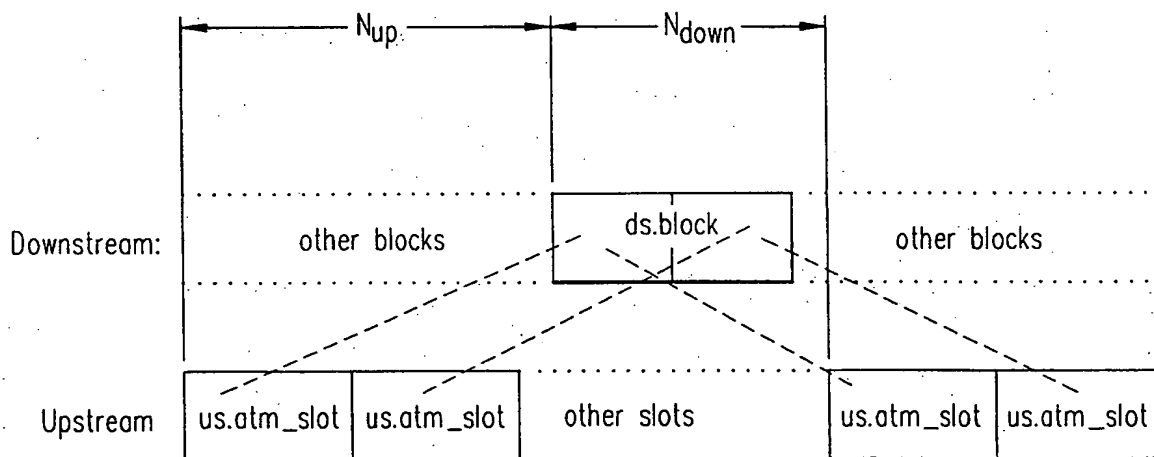 Nup Ndown
Downstream: other blocks ds.block other blocks
Upstream us.atm_slot us.atm_slot other slots us.atm_slot us.atm_slot